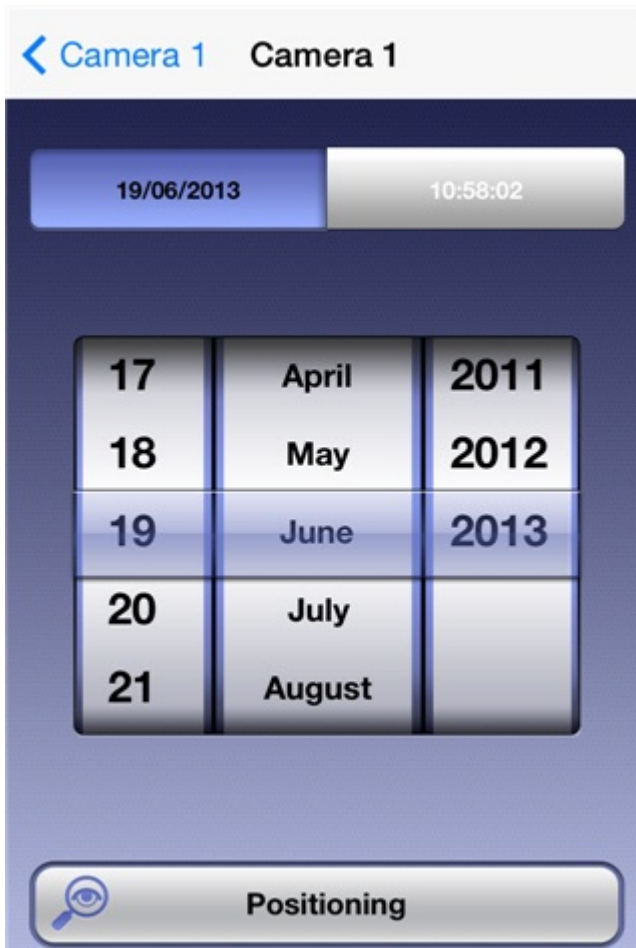 Camera 1 Camera 1
19/06/2013 10:58:02
17 April 2011
18 May 2012
19 June 2013
20 July
21 August
Positioning